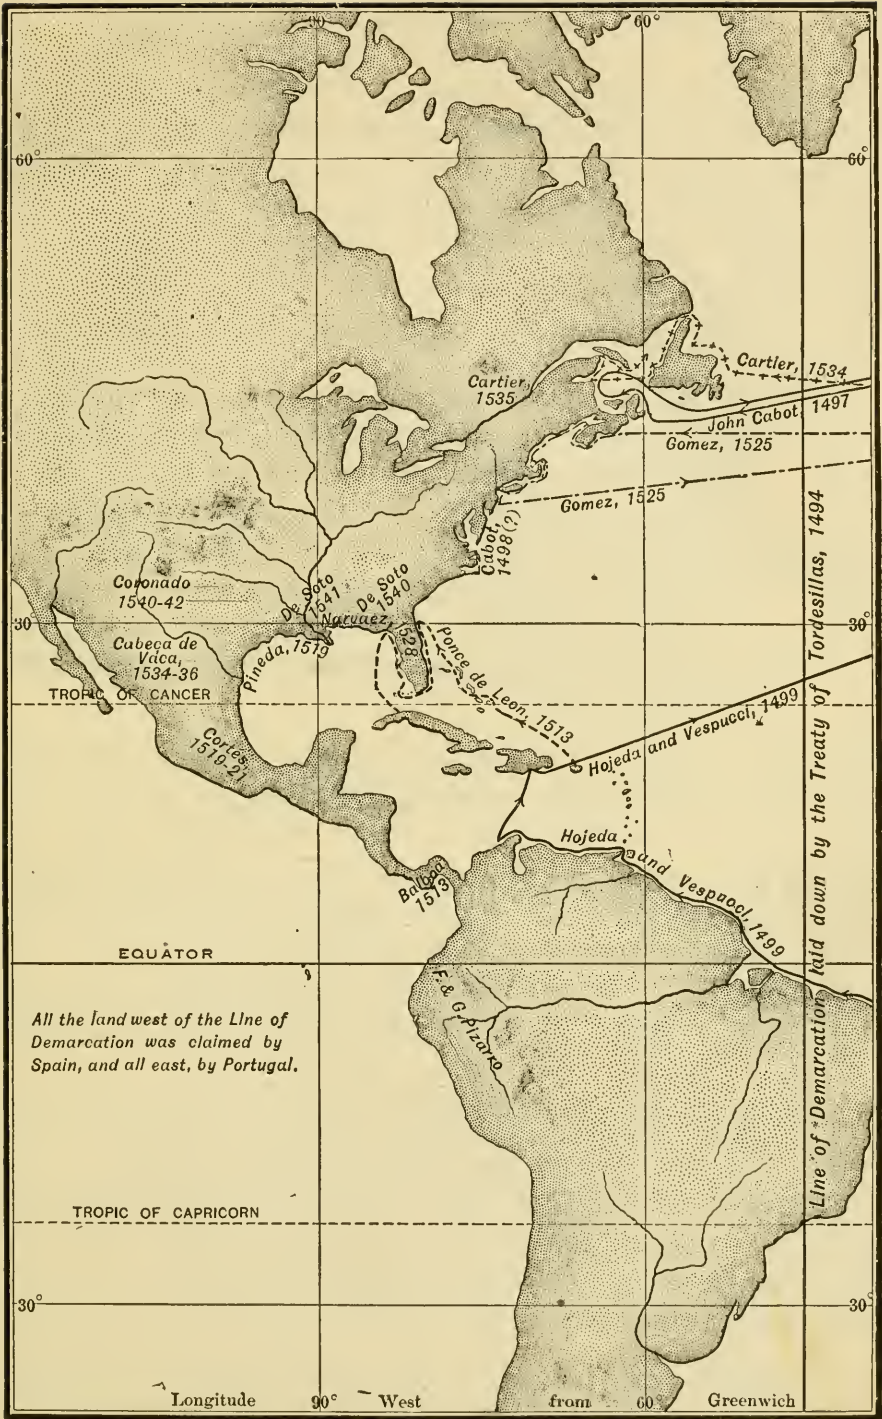 90°
60°
60°
60°
Cartier, 1534
Cartier,
1535
John Cabot, 1497
Gomez, 1525
Gomez, 1525
Cabot,
1498(?)
Line of Demarcation laid down by the Treaty of Tordesillas, 1494
Coronado
1540-42
De Soto
1541
De Soto
1540
30°
30°
Narvaez,
1528
Cabeça de
Vaca,
1534-36
Pineda, 1519
Ponce de Leon, 1513
TROPIC OF CANCER
Hojeda and Vespucci, 1499
Cortes,
1519-21
Hojeda and Vespucci, 1499
Balboa
1513
EQUATOR
F. & G. Pizarro
All the land west of the Line of
Demarcation was claimed by
Spain, and all east, by Portugal.
TROPIC OF CAPRICORN
30°
30°
Longitude 90° West from 60° Greenwich